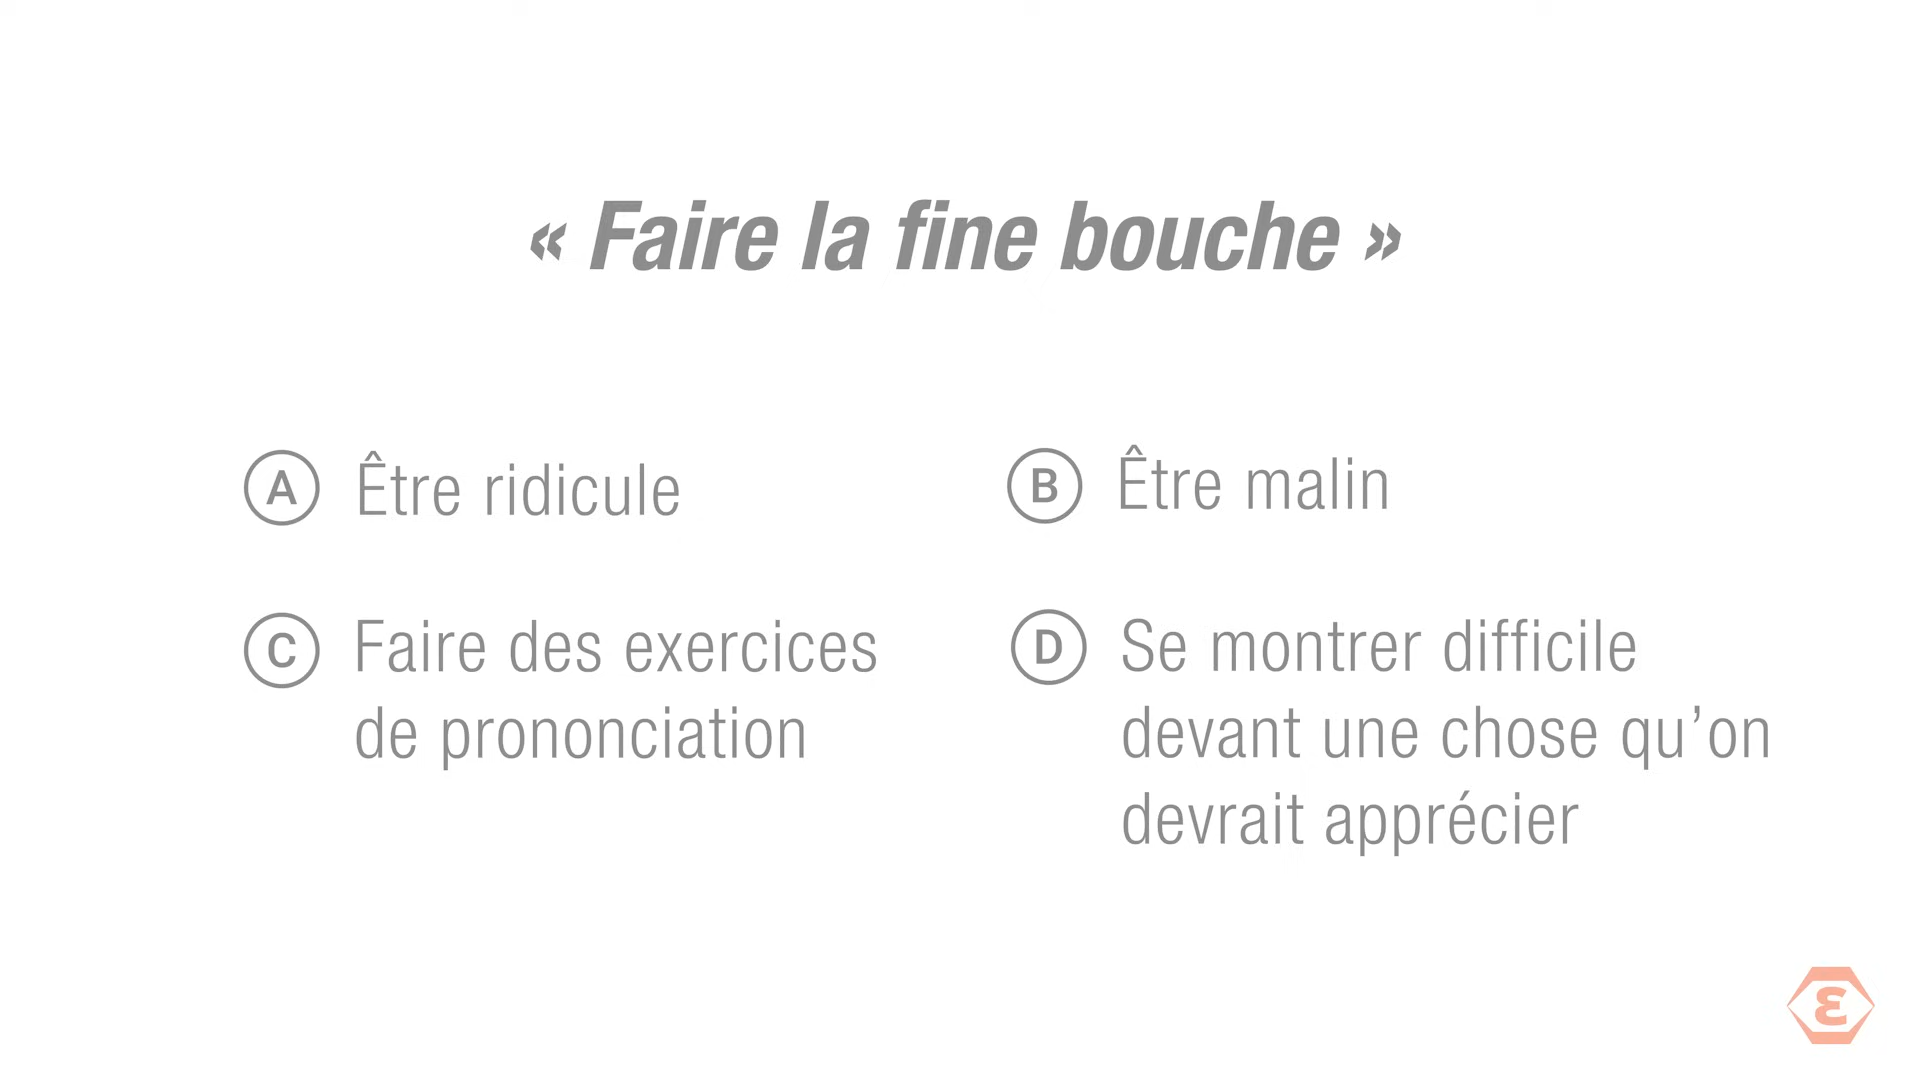 « Faire la fine bouche »
A Être ridicule
B Être malin
C Faire des exercices
de prononciation
D Se montrer difficile
devant une chose qu’on
devrait apprécier
ε